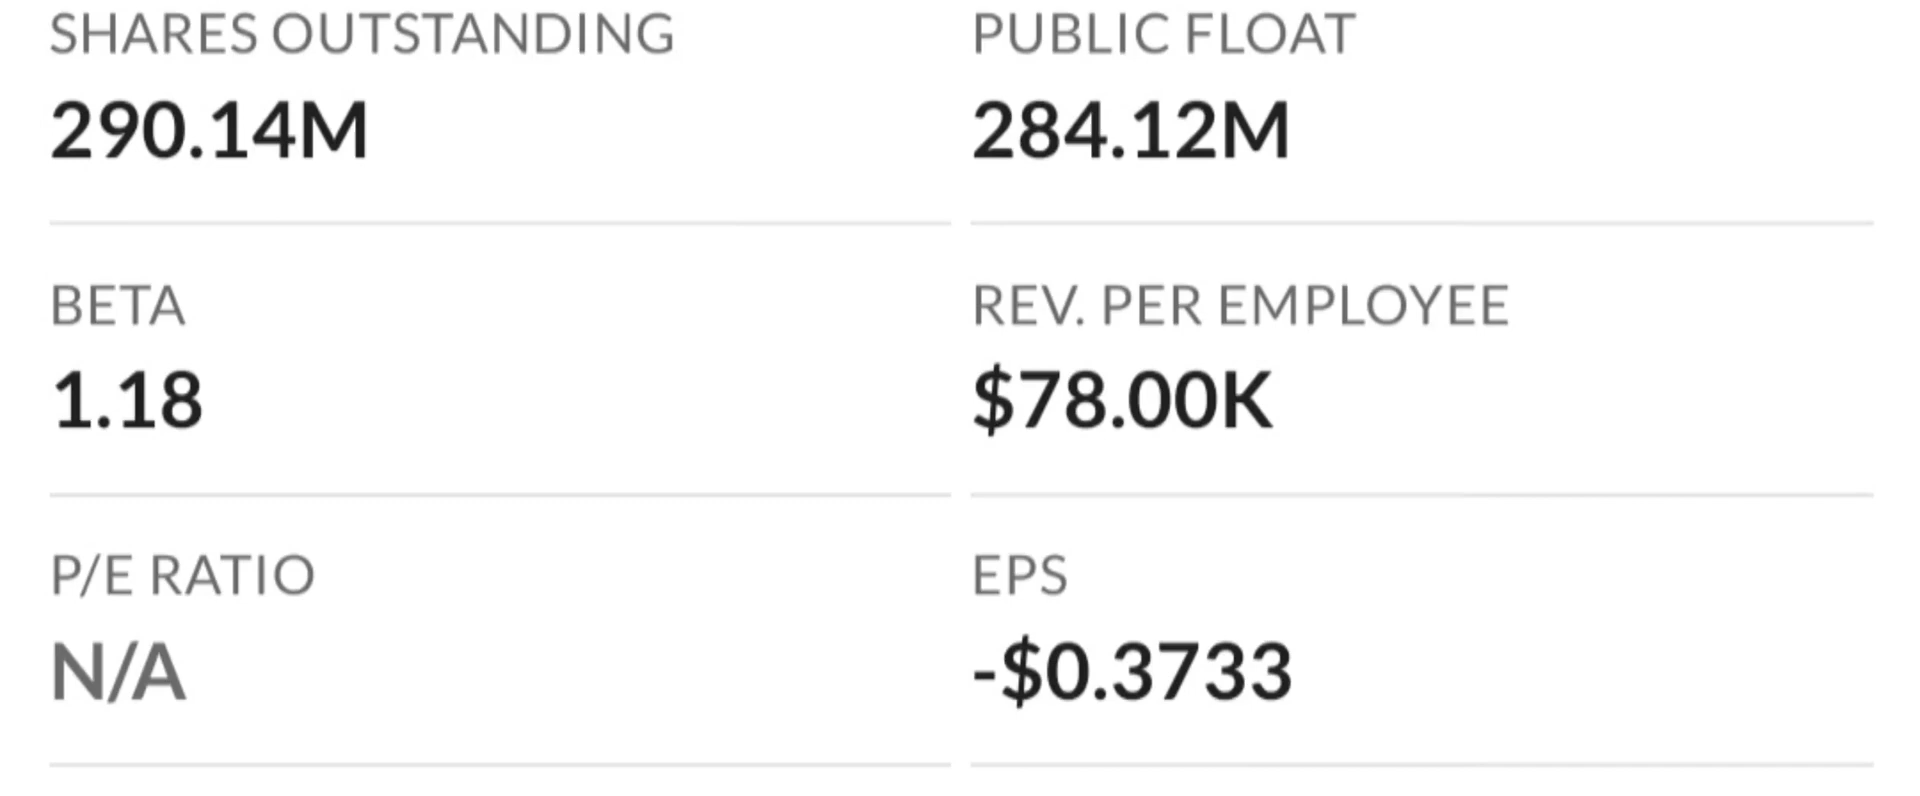 SHARES OUTSTANDING
290.14M
PUBLIC FLOAT
284.12M
BETA
1.18
REV. PER EMPLOYEE
$78.00K
P/E RATIO
N/A
EPS
-$0.3733